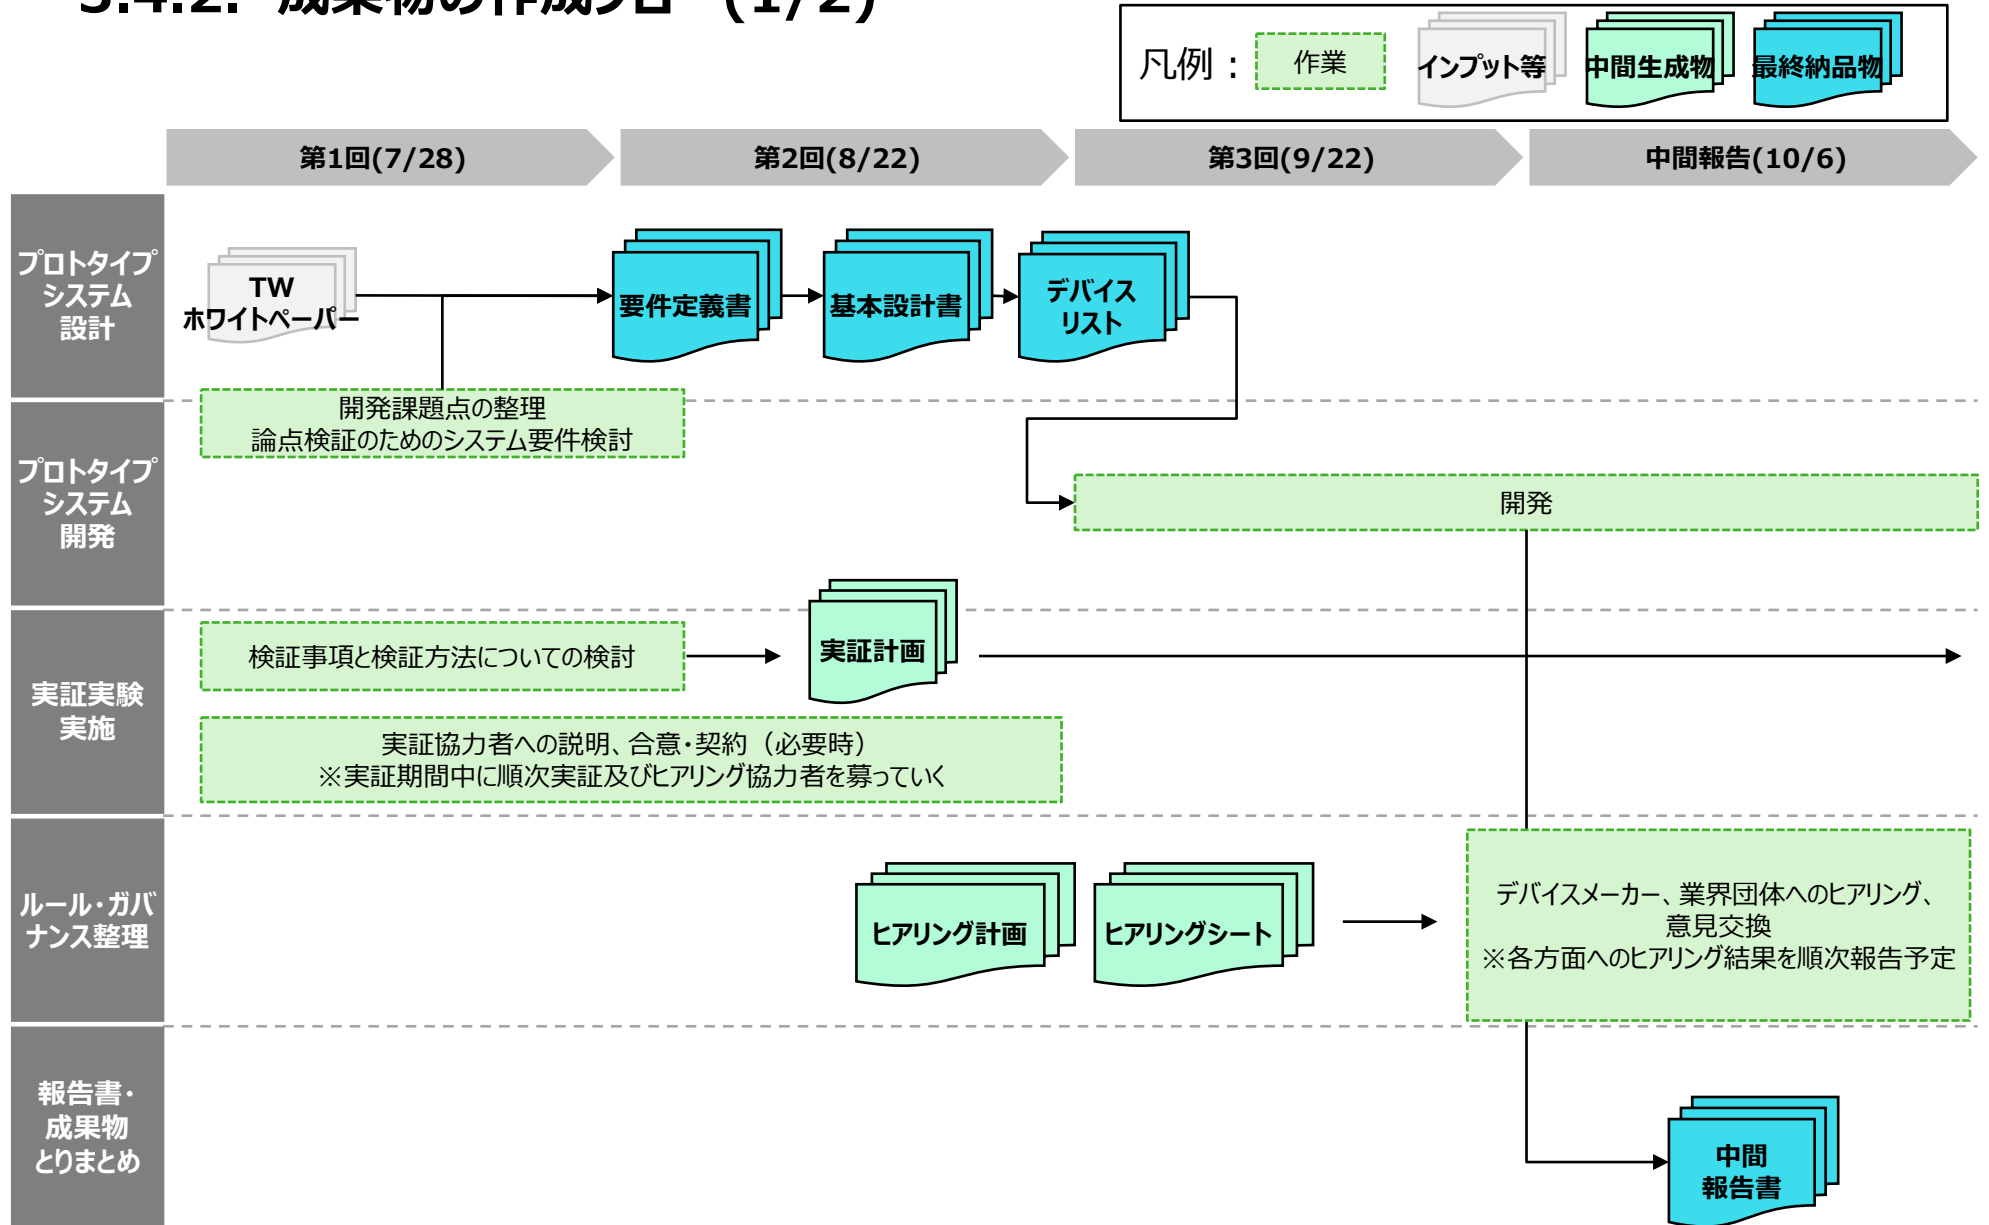 5.4.2. 成果物の作成フロー (1/2)
凡例：
作業
インプット等
中間生成物
最終納品物
第1回(7/28)
第2回(8/22)
第3回(9/22)
中間報告(10/6)
プロトタイプ
システム
設計
TW
ホワイトペーパー
要件定義書
基本設計書
デバイス
リスト
開発課題点の整理
論点検証のためのシステム要件検討
プロトタイプ
システム
開発
開発
実証実験
実施
検証事項と検証方法についての検討
実証計画
実証協力者への説明、合意・契約（必要時）
※実証期間中に順次実証及びヒアリング協力者を募っていく
ルール・ガバ
ナンス整理
ヒアリング計画
ヒアリングシート
デバイスメーカー、業界団体へのヒアリング、
意見交換
※各方面へのヒアリング結果を順次報告予定
報告書・
成果物
とりまとめ
中間
報告書